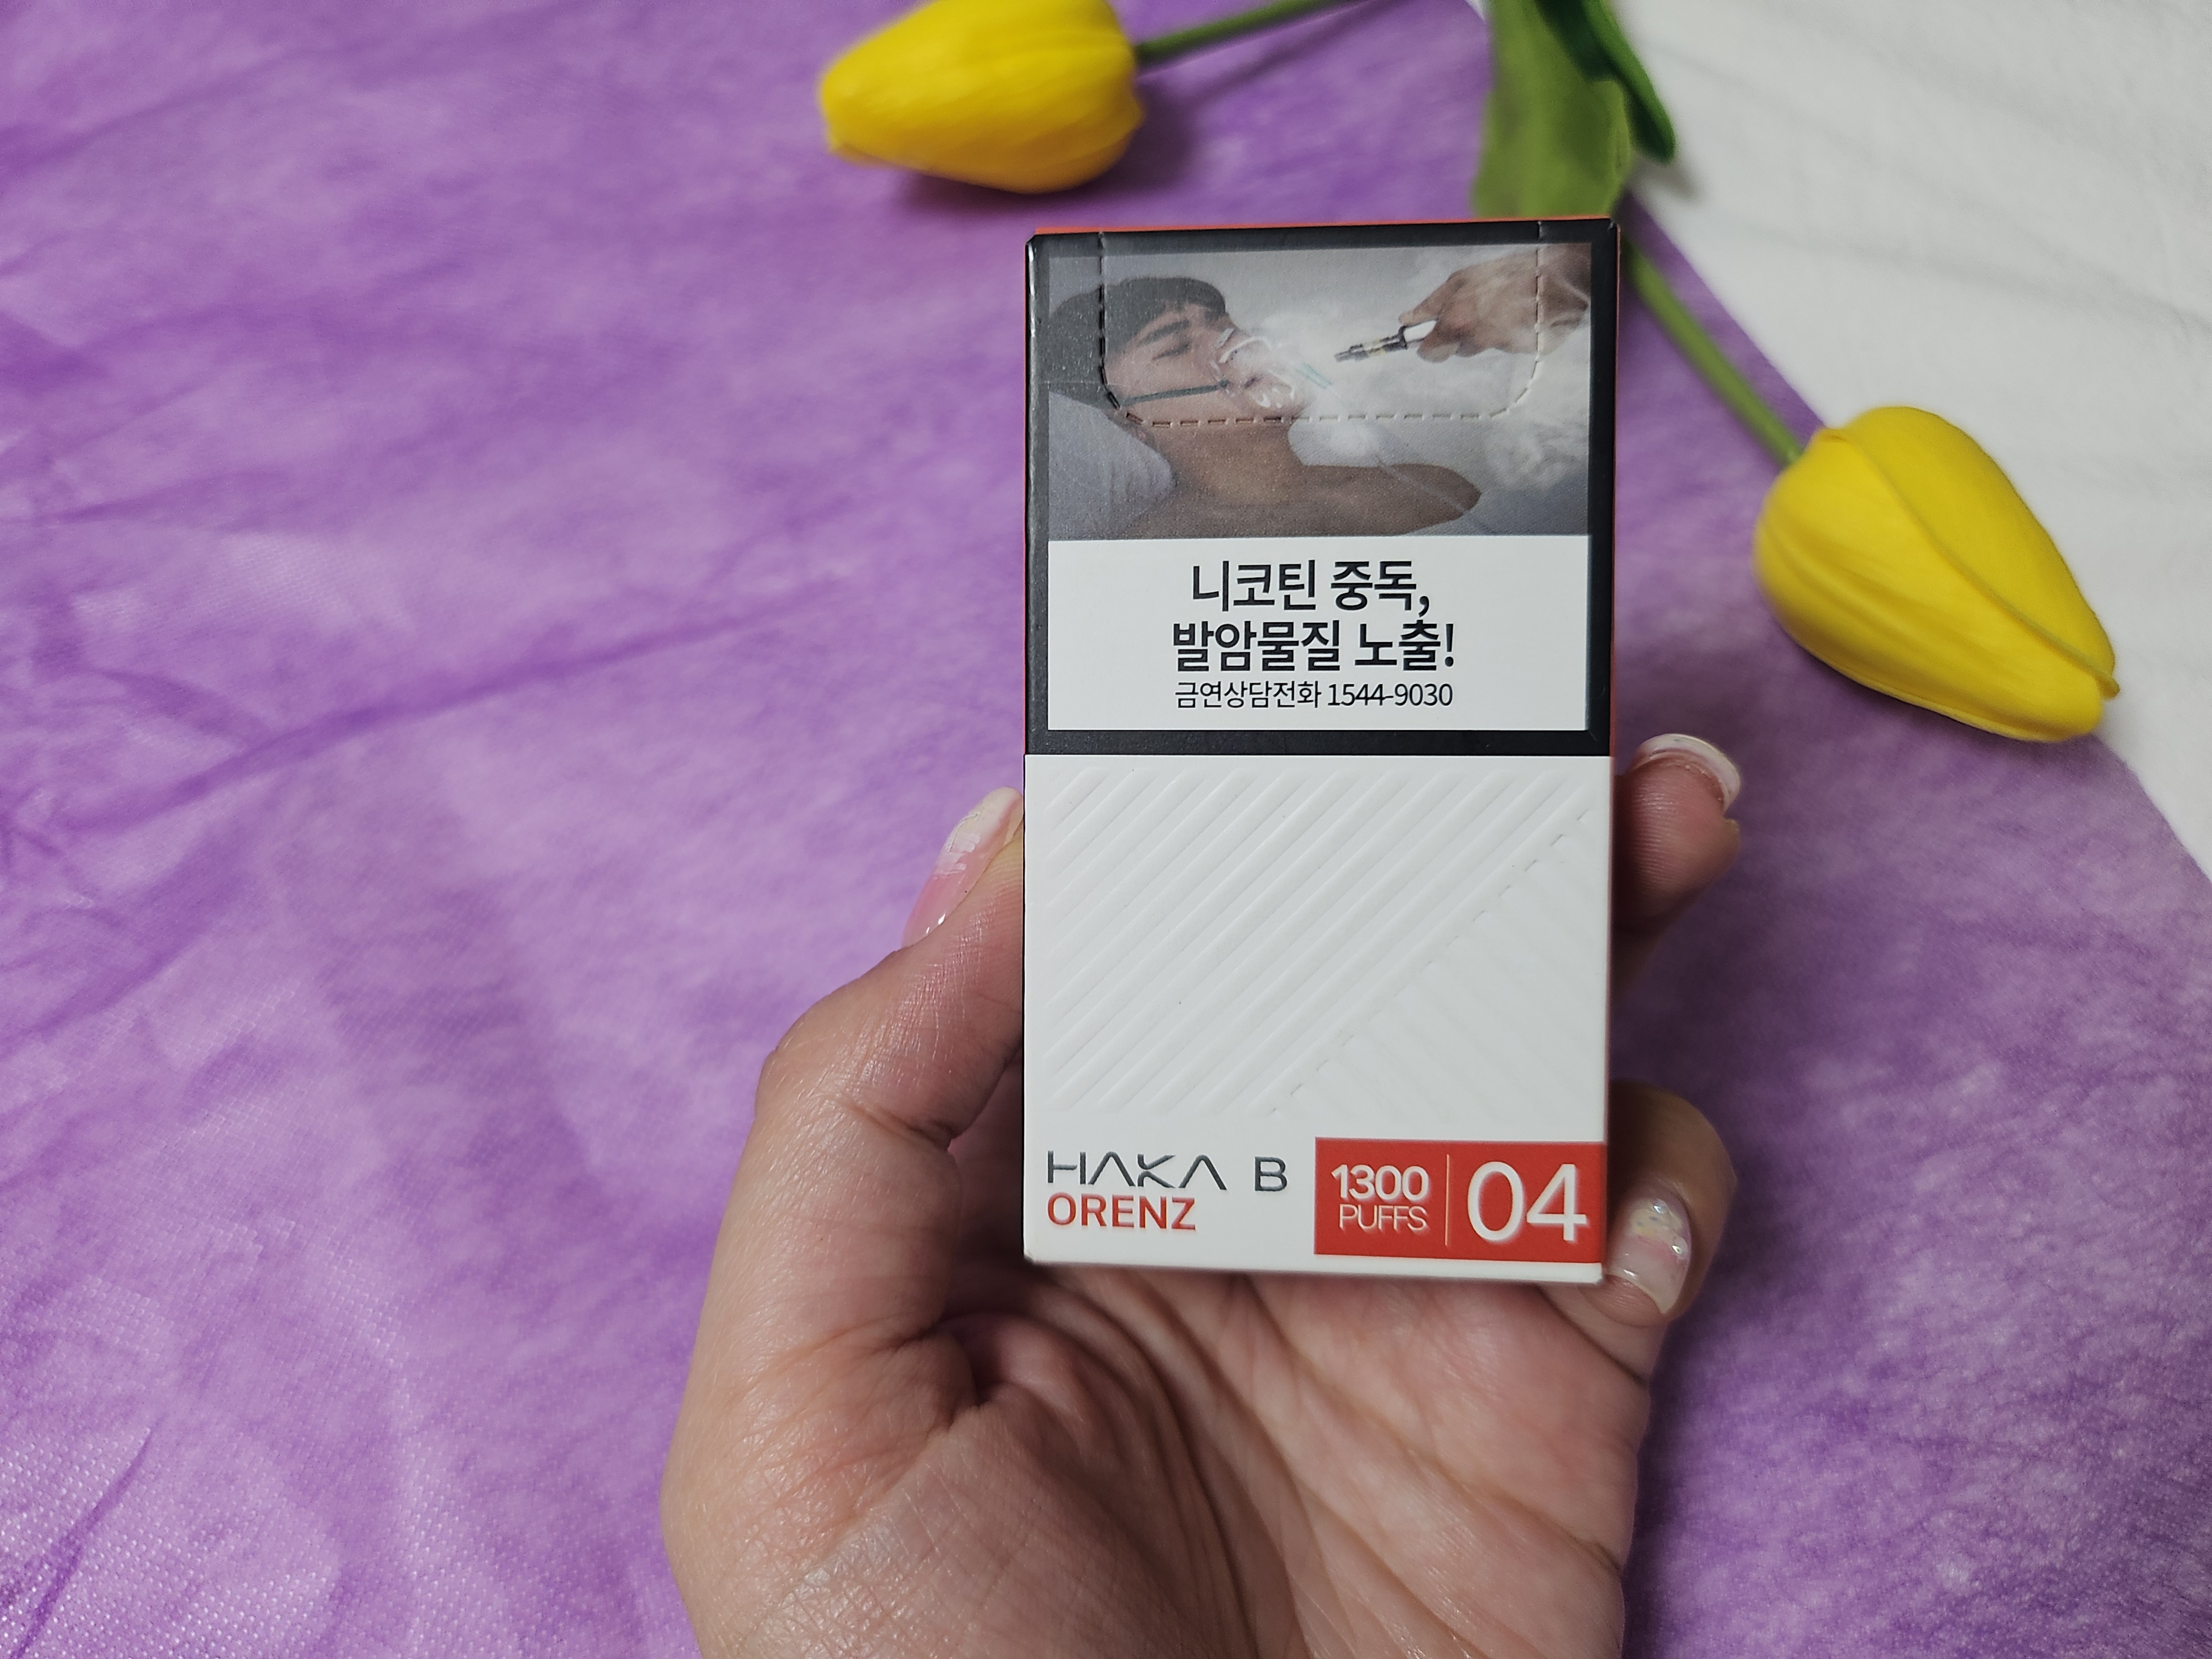 니코틴 중독,
발암물질 노출!
금연상담전화 1544-9030
HAKA B
ORENZ
1300
PUFFS
04